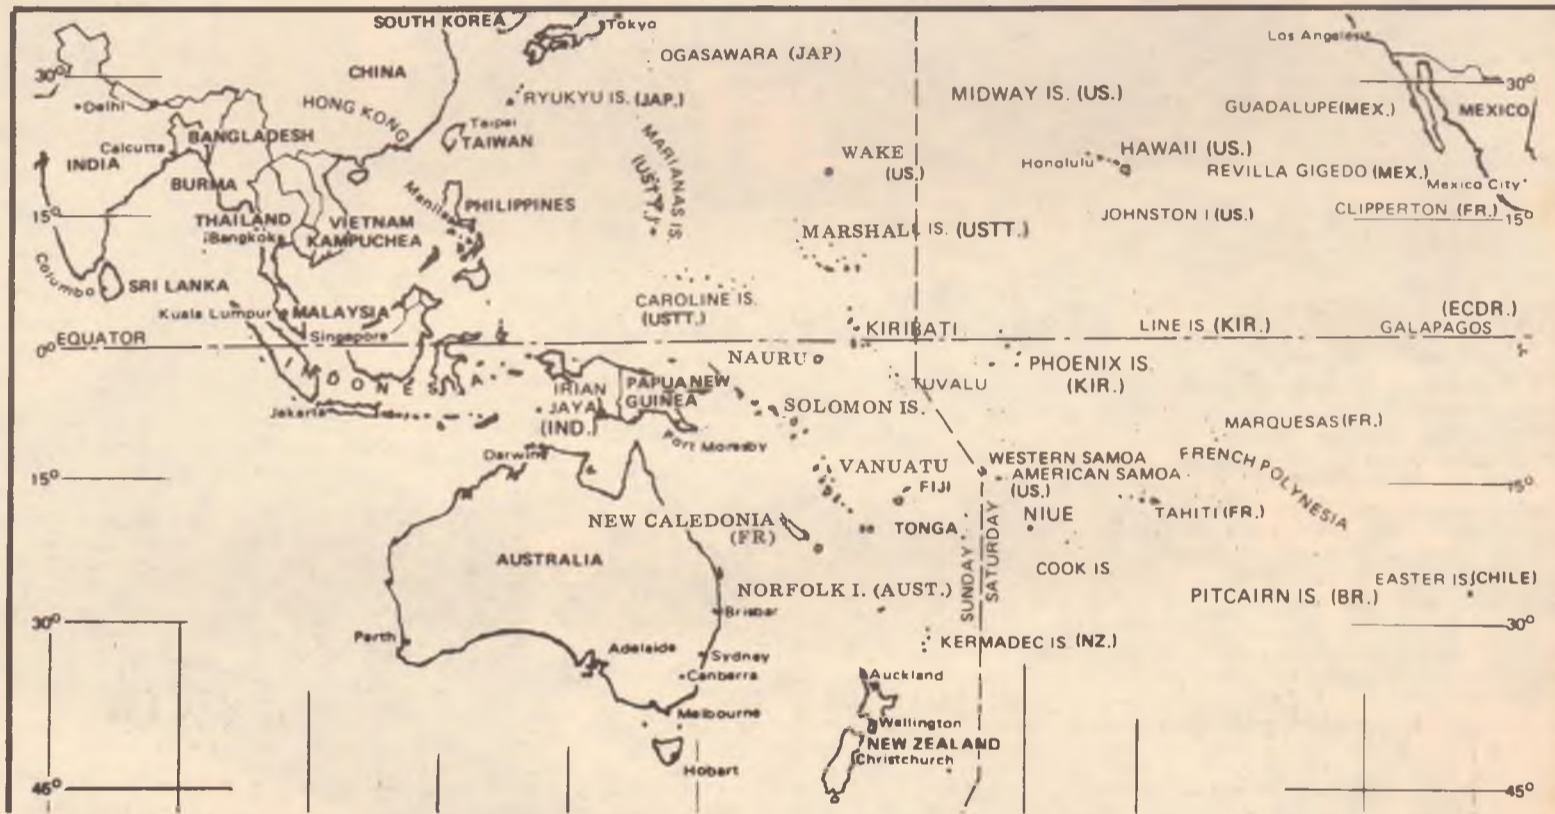 SOUTH KOREA
Tokyo
OGASAWARA (JAP)
Los Angeles
30°
CHINA
HONG KONG
RYUKYU IS. (JAP.)
MIDWAY IS. (US.)
30°
Delhi
GUADALUPE (MEX.)
MEXICO
BANGLADESH
Taipei
TAIWAN
Calcutta
INDIA
MARIANAS IS.
(USTT.)
WAKE
(US.)
Honolulu
HAWAII (US.)
REVILLA GIGEDO (MEX.)
Mexico City
BURMA
Manila
PHILIPPINES
15°
THAILAND
VIETNAM
JOHNSTON I (US.)
CLIPPERTON (FR.)
15°
Bangkok
KAMPUCHEA
MARSHALL IS. (USTT.)
Columbo
SRI LANKA
CAROLINE IS.
(USTT.)
Kuala Lumpur
MALAYSIA
Singapore
KIRIBATI
LINE IS (KIR.)
(ECDR.)
GALAPAGOS
0°
EQUATOR
INDONESIA
NAURU
PHOENIX IS.
(KIR.)
TUVALU
IRIAN
JAYA
(IND.)
PAPUA NEW
GUINEA
Jakarta
SOLOMON IS.
Port Moresby
MARQUESAS (FR.)
Darwin
VANUATU
WESTERN SAMOA
AMERICAN SAMOA
(US.)
FRENCH POLYNESIA
15°
15°
FIJI
TAHITI (FR.)
NEW CALEDONIA
(FR)
TONGA
NIUE
SUNDAY
SATURDAY
AUSTRALIA
COOK IS
NORFOLK I. (AUST.)
PITCAIRN IS. (BR.)
EASTER IS (CHILE)
Brisbar
30°
30°
Perth
Adelaide
Sydney
KERMADEC IS (NZ.)
Canberra
Auckland
Melbourne
Wellington
NEW ZEALAND
Christchurch
Hobart
45°
45°